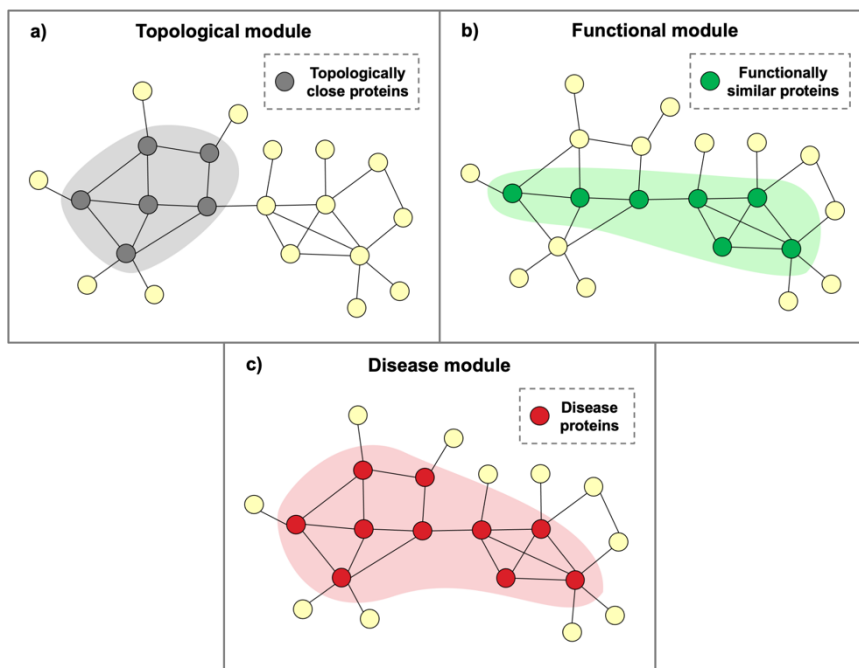 a)
Topological module
Topologically
close proteins
b)
Functional module
Functionally
similar proteins
c)
Disease module
Disease
proteins